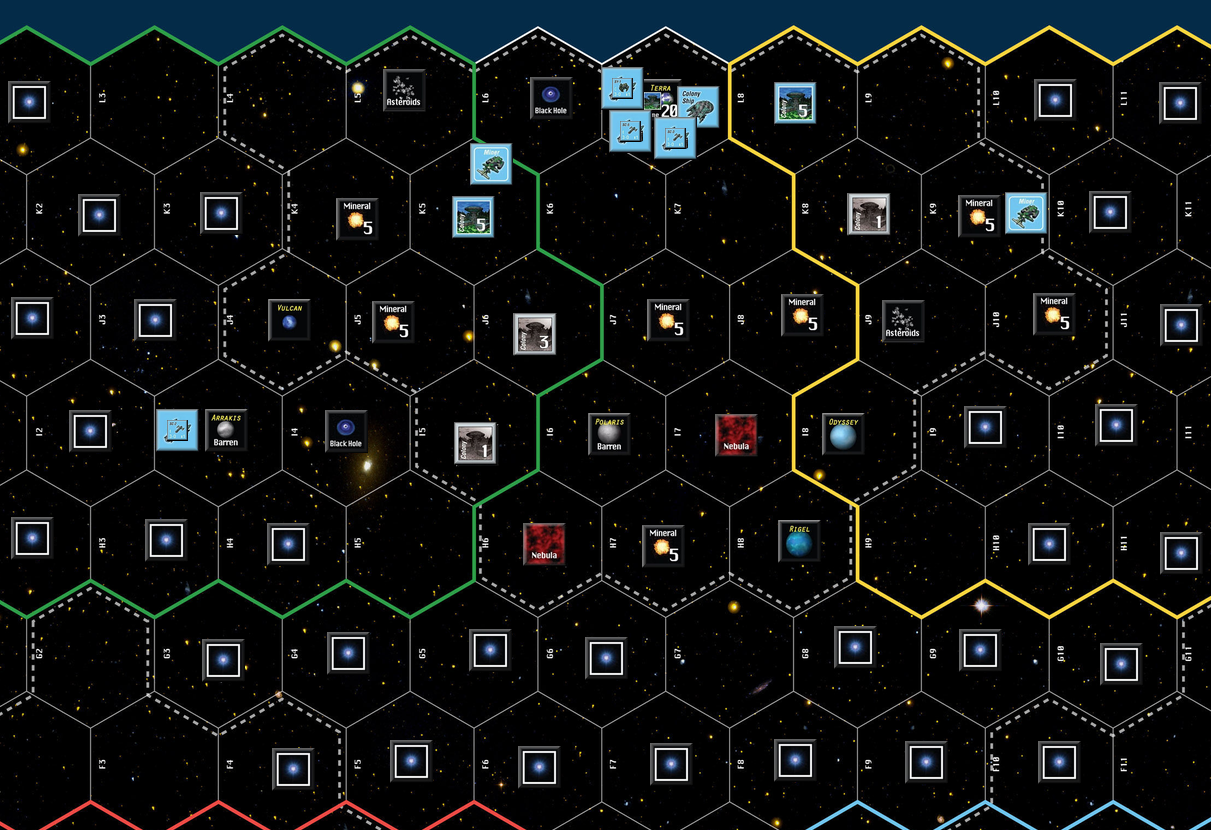 L3
L4
L5
Asteroids
L6
Black Hole
TERRA
20
Colony
Ship
L8
5
L9
L10
L11
Miner
K2
K3
K4
Mineral
5
K5
Colony
5
K6
K7
K8
Colony
1
K9
Mineral
5
Miner
K10
K11
J3
J4
VULCAN
J5
Mineral
5
J6
Colony
3
J7
Mineral
5
J8
Mineral
5
J9
Asteroids
J10
Mineral
5
J11
I2
ARRAKIS
Barren
I4
Black Hole
I5
Colony
1
I6
POLARIS
Barren
I7
Nebula
I8
ODYSSEY
I9
I10
I11
H3
H4
H5
H6
Nebula
H7
Mineral
5
H8
RIGEL
H9
H10
H11
G2
G3
G4
G5
G6
G7
G8
G9
G10
G11
F3
F4
F5
F6
F7
F8
F9
F10
F11